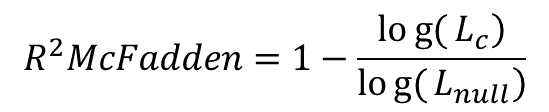 R²McFadden = 1 − log(L_c) / log(L_null)